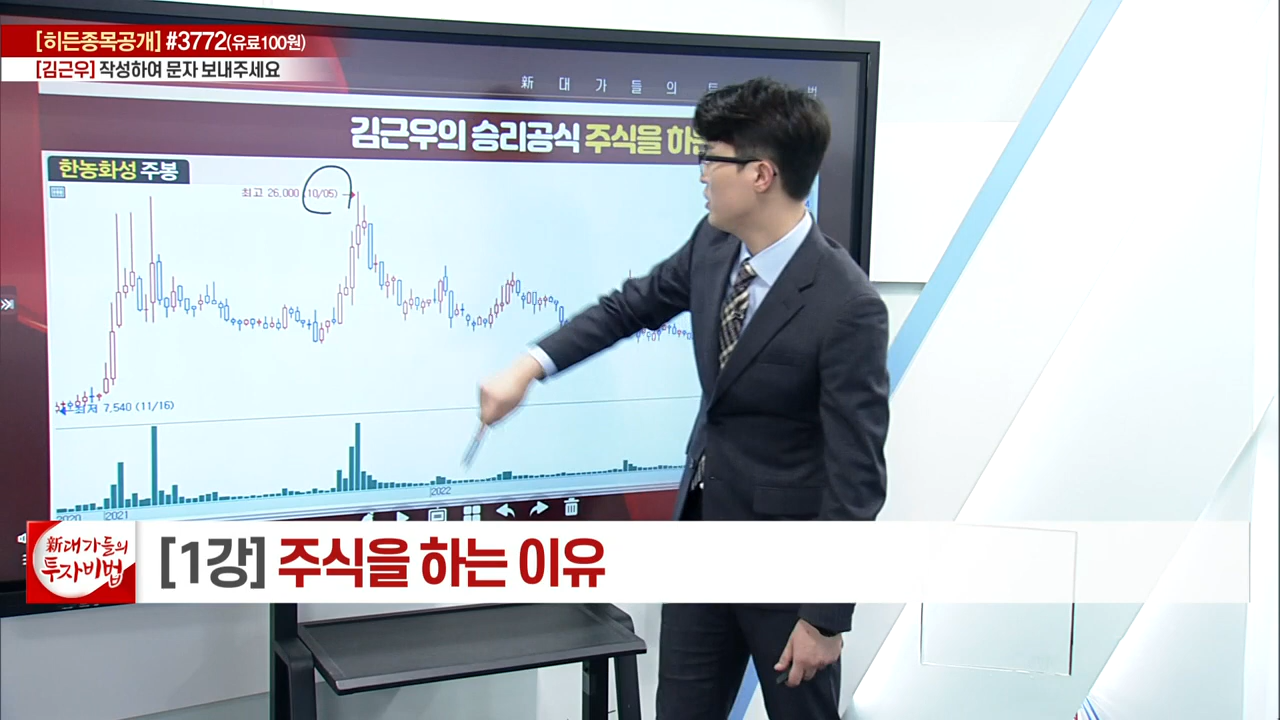 [히든종목공개] #3772(유료100원)
[김근우] 작성하여 문자 보내주세요
新 대 가 들 의 법
김근우의 승리공식 주식을 하는
한농화성 주봉
최고 26,000 (10/05)
최저 7,540 (11/16)
2020 2021 2022
新대가들의
투자비법
[1강] 주식을 하는 이유